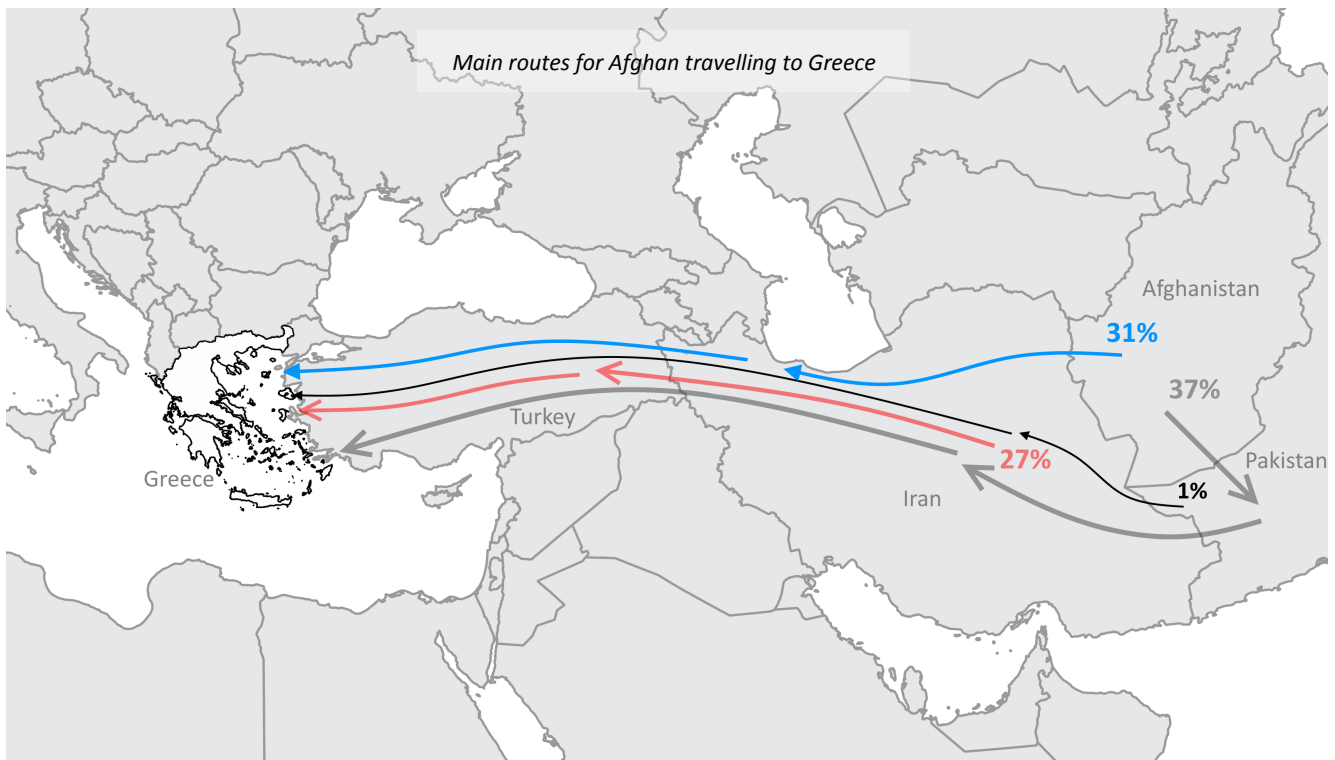 Main routes for Afghan travelling to Greece
Afghanistan
31%
37%
Turkey
Pakistan
27%
Greece
Iran
1%